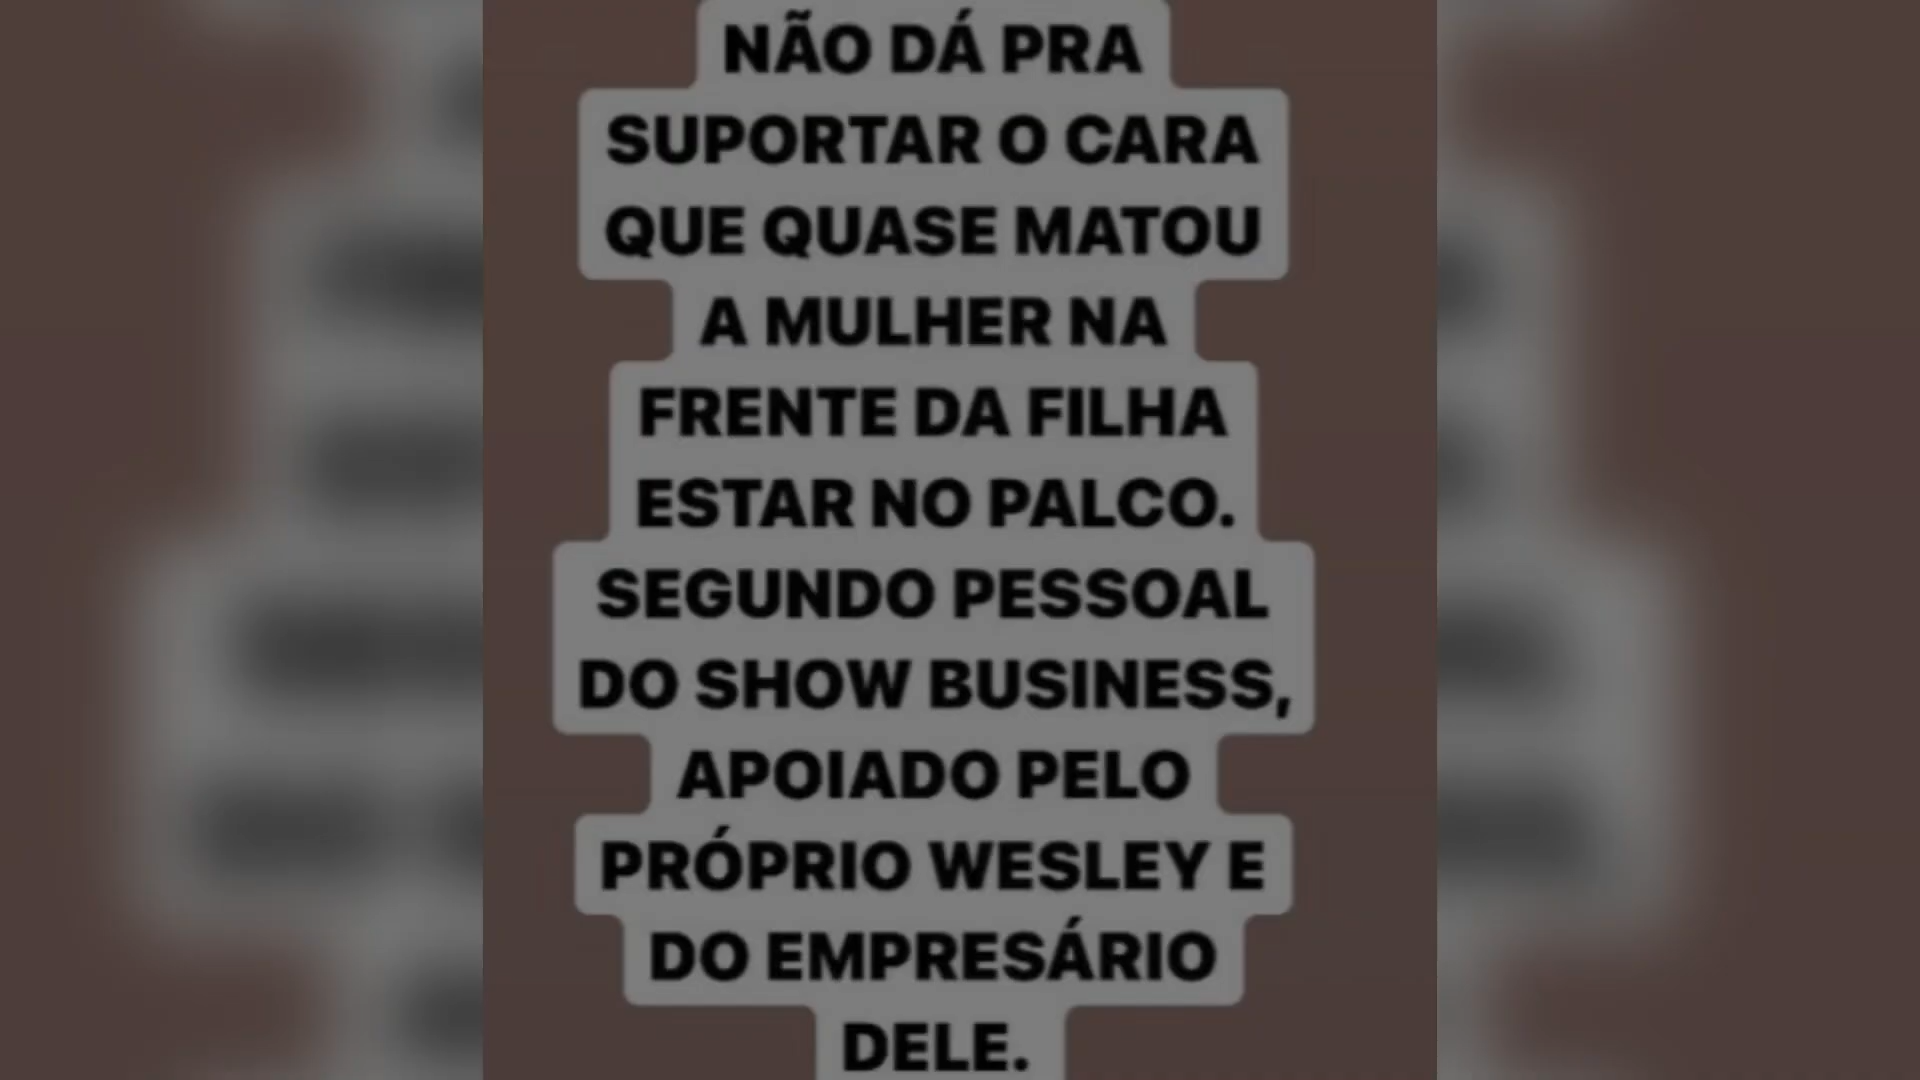 NÃO DÁ PRA
SUPORTAR O CARA
QUE QUASE MATOU
A MULHER NA
FRENTE DA FILHA
ESTAR NO PALCO.
SEGUNDO PESSOAL
DO SHOW BUSINESS,
APOIADO PELO
PRÓPRIO WESLEY E
DO EMPRESÁRIO
DELE.